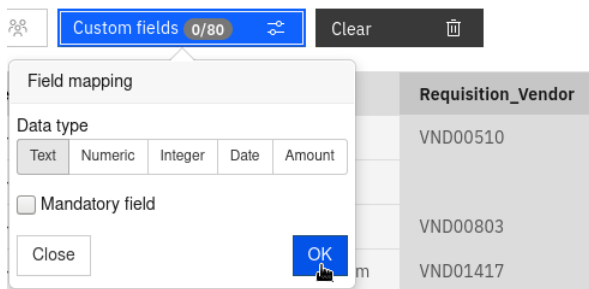 Custom fields 0/80
Clear
Field mapping
Requisition_Vendor
Data type
VND00510
Text Numeric Integer Date Amount
Mandatory field
VND00803
Close OK
m VND01417